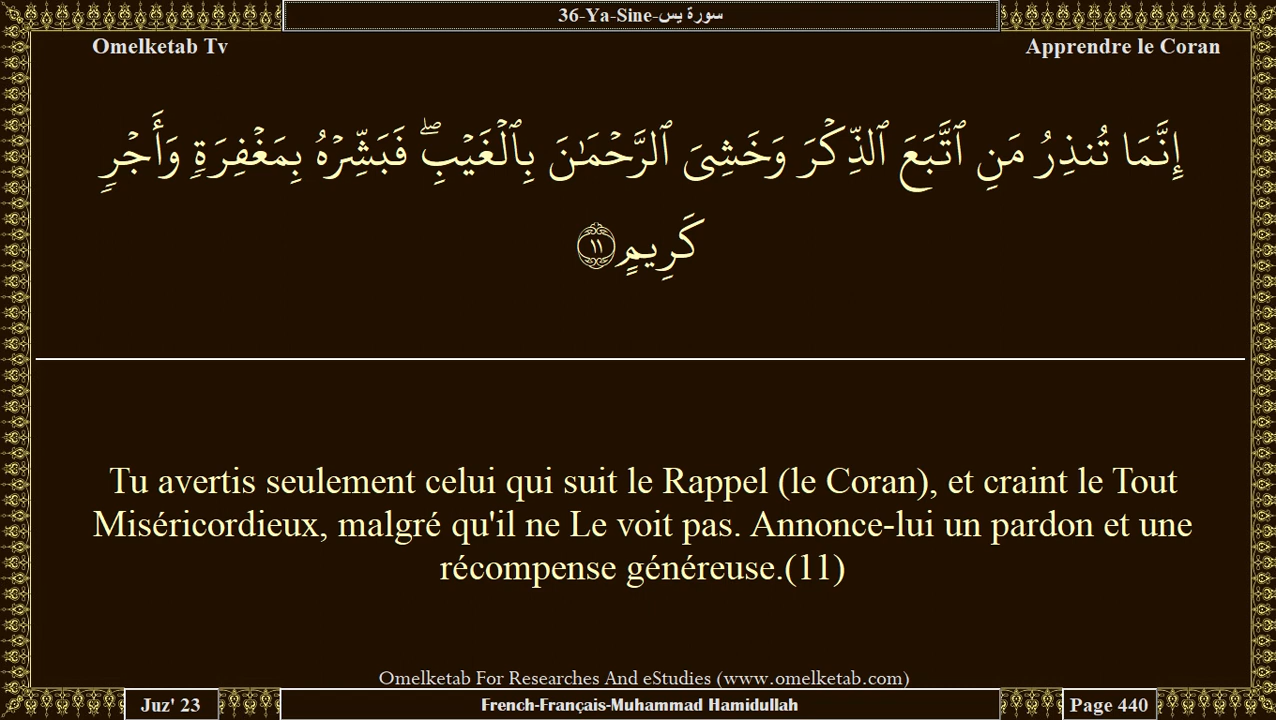 36-Ya-Sine-سورة يس
Omelketab Tv
Apprendre le Coran
إِنَّمَا تُنذِرُ مَنِ ٱتَّبَعَ ٱلذِّكْرَ وَخَشِىَ ٱلرَّحْمَـٰنَ بِٱلْغَيْبِ ۖ فَبَشِّرْهُ بِمَغْفِرَةٍ وَأَجْرٍ
كَرِيمٍ ١١
Tu avertis seulement celui qui suit le Rappel (le Coran), et craint le Tout
Miséricordieux, malgré qu'il ne Le voit pas. Annonce-lui un pardon et une
récompense généreuse.(11)
Omelketab For Researches And eStudies (www.omelketab.com)
Juz' 23
French-Français-Muhammad Hamidullah
Page 440